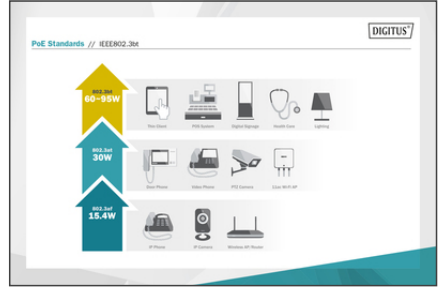 DIGITUS
PoE Standards // IEEE802.3bt
802.3bt
60-95W
Thin Client
POS System
Digital Signage
Health Care
Lighting
802.3at
30W
Door Phone
Video Phone
PTZ Camera
11ac Wi-Fi AP
802.3af
15.4W
IP Phone
IP Camera
Wireless AP Router